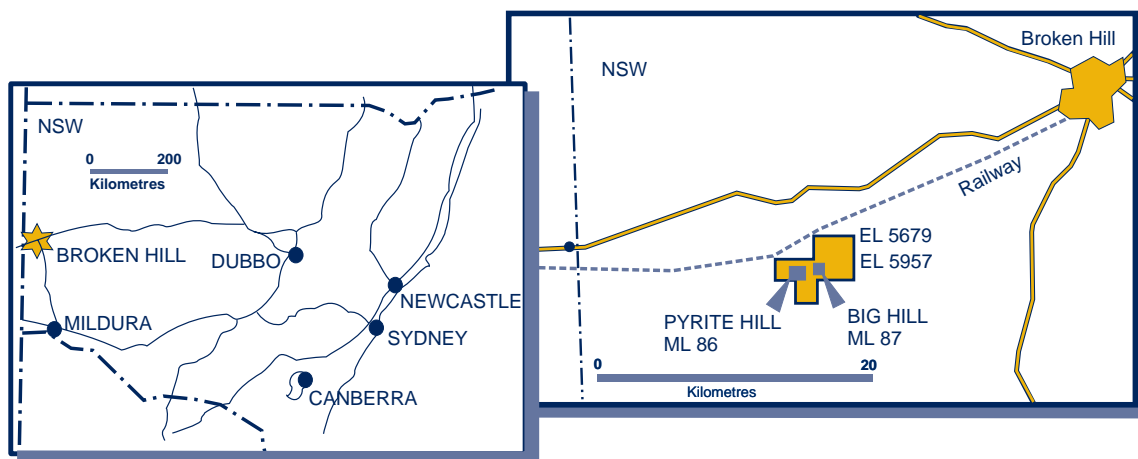 NSW
0 200
Kilometres
BROKEN HILL
DUBBO
NEWCASTLE
MILDURA
SYDNEY
CANBERRA
Broken Hill
NSW
Railway
EL 5679
EL 5957
PYRITE HILL
ML 86
BIG HILL
ML 87
0 20
Kilometres